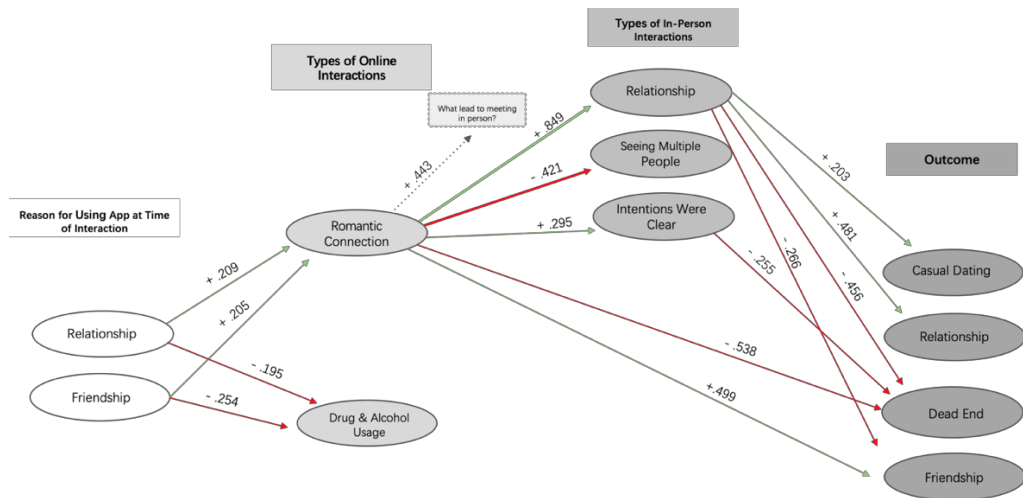 Types of In-Person
Interactions
Types of Online
Interactions
Relationship
What lead to meeting
in person?
+ .849
+ .443
Seeing Multiple
People
- .421
+ .203
Outcome
Reason for Using App at Time
of Interaction
Romantic
Connection
Intentions Were
Clear
+ .295
+ .481
- .266
- .255
- .456
Casual Dating
+ .209
+ .205
Relationship
Relationship
- .195
- .538
Friendship
- .254
+.499
Drug & Alcohol
Usage
Dead End
Friendship